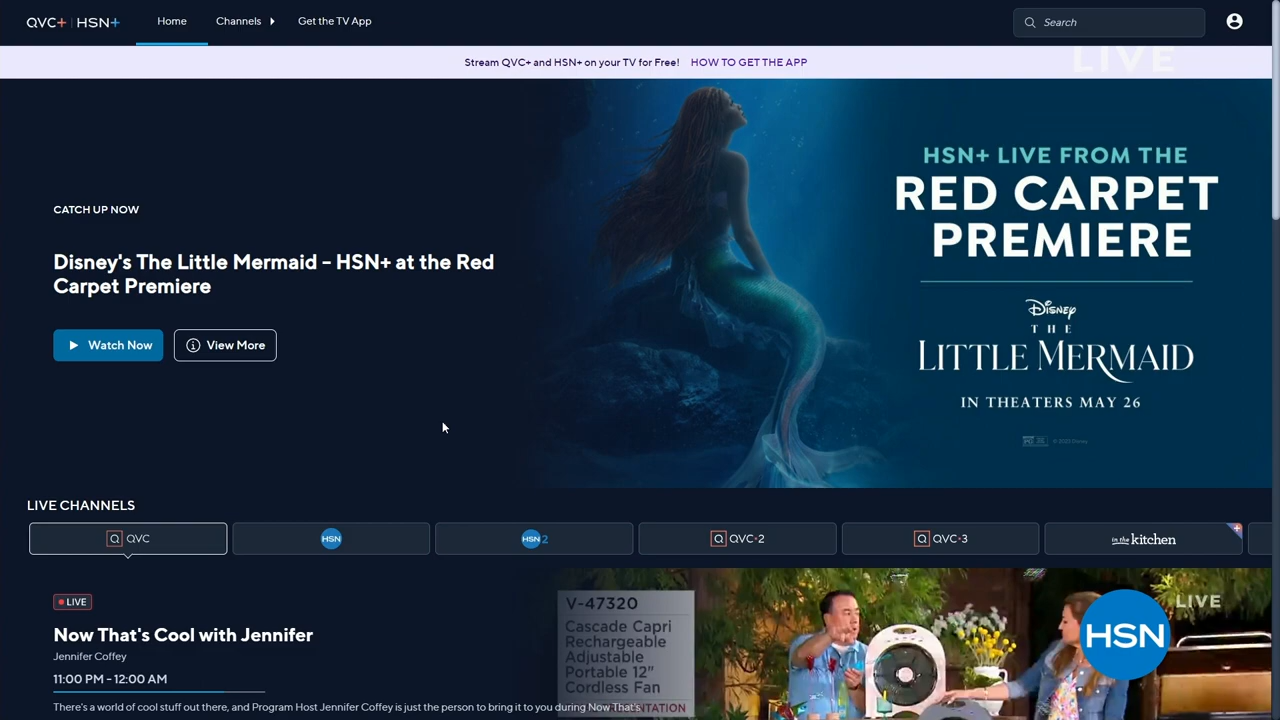 QVC+ | HSN+
Home
Channels
Get the TV App
Search
LIVE
Stream QVC+ and HSN+ on your TV for Free! HOW TO GET THE APP
CATCH UP NOW
Disney's The Little Mermaid - HSN+ at the Red
Carpet Premiere
Watch Now
View More
HSN+ LIVE FROM THE
RED CARPET
PREMIERE
Disney
THE
LITTLE MERMAID
IN THEATERS MAY 26
© 2023 Disney
LIVE CHANNELS
Q QVC
HSN
HSN 2
Q QVC·2
Q QVC·3
in the kitchen
+
LIVE
Now That's Cool with Jennifer
Jennifer Coffey
11:00 PM - 12:00 AM
There's a world of cool stuff out there, and Program Host Jennifer Coffey is just the person to bring it to you during Now That's
V-47320
Cascade Capri
Rechargeable
Adjustable
Portable 12"
Cordless Fan
LIVE
HSN